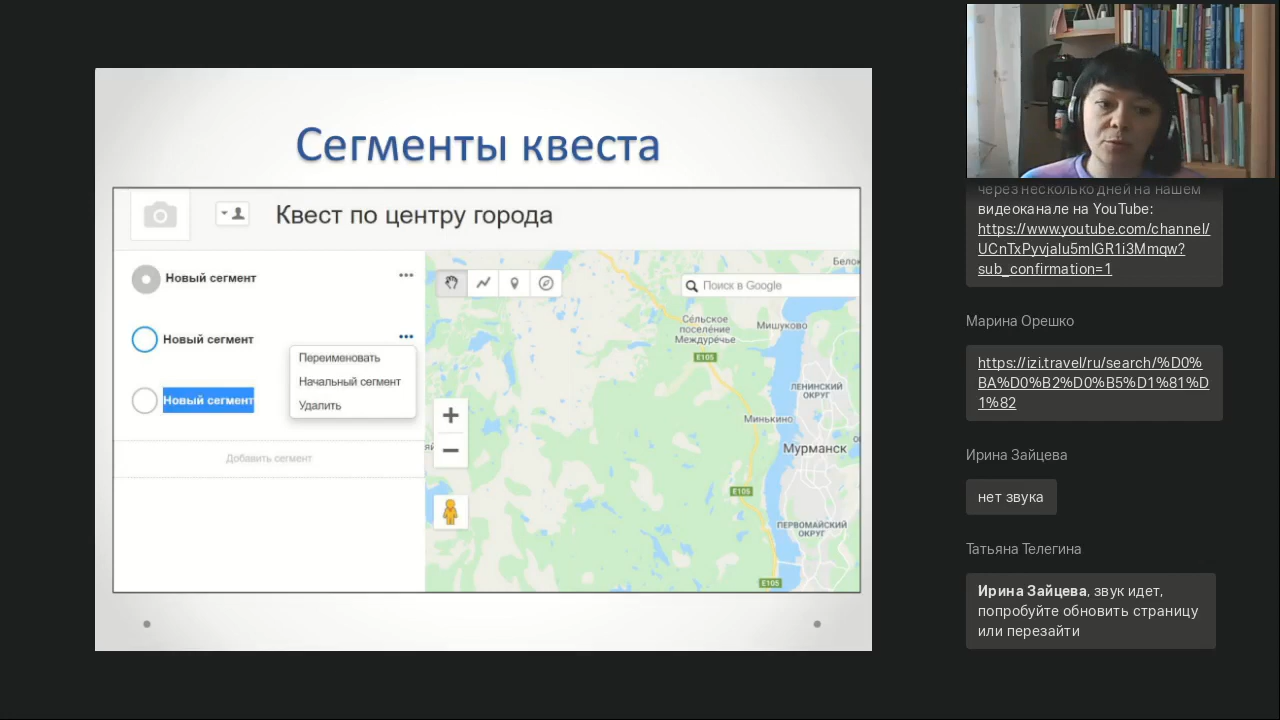 Сегменты квеста
Квест по центру города
Новый сегмент
Новый сегмент
Переименовать
Начальный сегмент
Удалить
Новый сегмент
Добавить сегмент
Поиск в Google
Сельское
поселение
Междуречье
Мишуково
E105
ЛЕНИНСКИЙ
ОКРУГ
Минькино
Мурманск
E105
ПЕРВОМАЙСКИЙ
ОКРУГ
E105
через несколько дней на нашем
видеоканале на YouTube:
https://www.youtube.com/channel/
UCnTxPyvjalu5mlGR1i3Mmqw?
sub_confirmation=1
Марина Орешко
https://izi.travel/ru/search/%D0%
BA%D0%B2%D0%B5%D1%81%D
1%82
Ирина Зайцева
нет звука
Татьяна Телегина
Ирина Зайцева, звук идет,
попробуйте обновить страницу
или перезайти